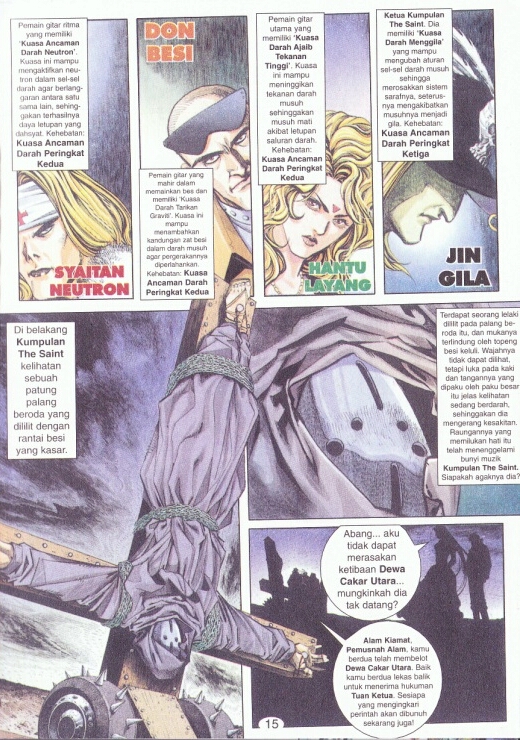 Pemain gitar ritma
yang memiliki
'Kuasa Ancaman
Darah Neutron'.
Kuasa ini mampu
mengaktifkan neu-
tron dalam sel-sel
darah agar berlang-
garan antara satu
sama lain, sehing-
gakan terhasilnya
daya letupan yang
dahsyat. Kehebatan:
Kuasa Ancaman
Darah Peringkat
Kedua
SYAITAN
NEUTRON
DON
BESI
Pemain gitar yang
mahir dalam
memainkan bes dan
memiliki 'Kuasa
Darah Tarikan
Graviti'. Kuasa ini
mampu
menambahkan
kandungan zat besi
dalam darah musuh
agar pergerakannya
diperlahankan.
Kehebatan: Kuasa
Ancaman Darah
Peringkat Kedua
Pemain gitar
utama yang
memiliki 'Kuasa
Darah Ajaib
Tekanan
Tinggi'. Kuasa
ini mampu
meninggikan
tekanan darah
musuh
sehinggakan
musuh mati
akibat letupan
saluran darah.
Kehebatan:
Kuasa Ancaman
Darah Peringkat
Kedua
HANTU
LAYANG
Ketua Kumpulan
The Saint. Dia
memiliki 'Kuasa
Darah Menggila'
yang mampu
mengubah aturan
sel-sel darah musuh
sehingga
merosakkan sistem
sarafnya, seterus-
nya mengakibatkan
musuhnya menjadi
gila. Kehebatan:
Kuasa Ancaman
Darah Peringkat
Ketiga
JIN
GILA
Di belakang
Kumpulan
The Saint
kelihatan
sebuah
patung
palang
beroda yang
dililit dengan
rantai besi
yang kasar.
Terdapat seorang lelaki
dililit pada palang be-
roda itu, dan mukanya
terlindung oleh topeng
besi keluli. Wajahnya
tidak dapat dilihat,
tetapi luka pada kaki
dan tangannya yang
dipaku oleh paku besar
itu jelas kelihatan
sedang berdarah,
sehinggakan dia
mengerang kesakitan.
Raungannya yang
memilukan hati itu
telah menenggelami
bunyi muzik
Kumpulan The Saint.
Siapakah agaknya dia?
Abang... aku
tidak dapat
merasakan
ketibaan Dewa
Cakar Utara...
mungkinkah dia
tak datang?
Alam Kiamat,
Pemusnah Alam, kamu
berdua telah membelot
Dewa Cakar Utara. Baik
kamu berdua lekas balik
untuk menerima hukuman
Tuan Ketua. Sesiapa
yang mengingkari
perintah akan dibunuh
sekarang juga!
15